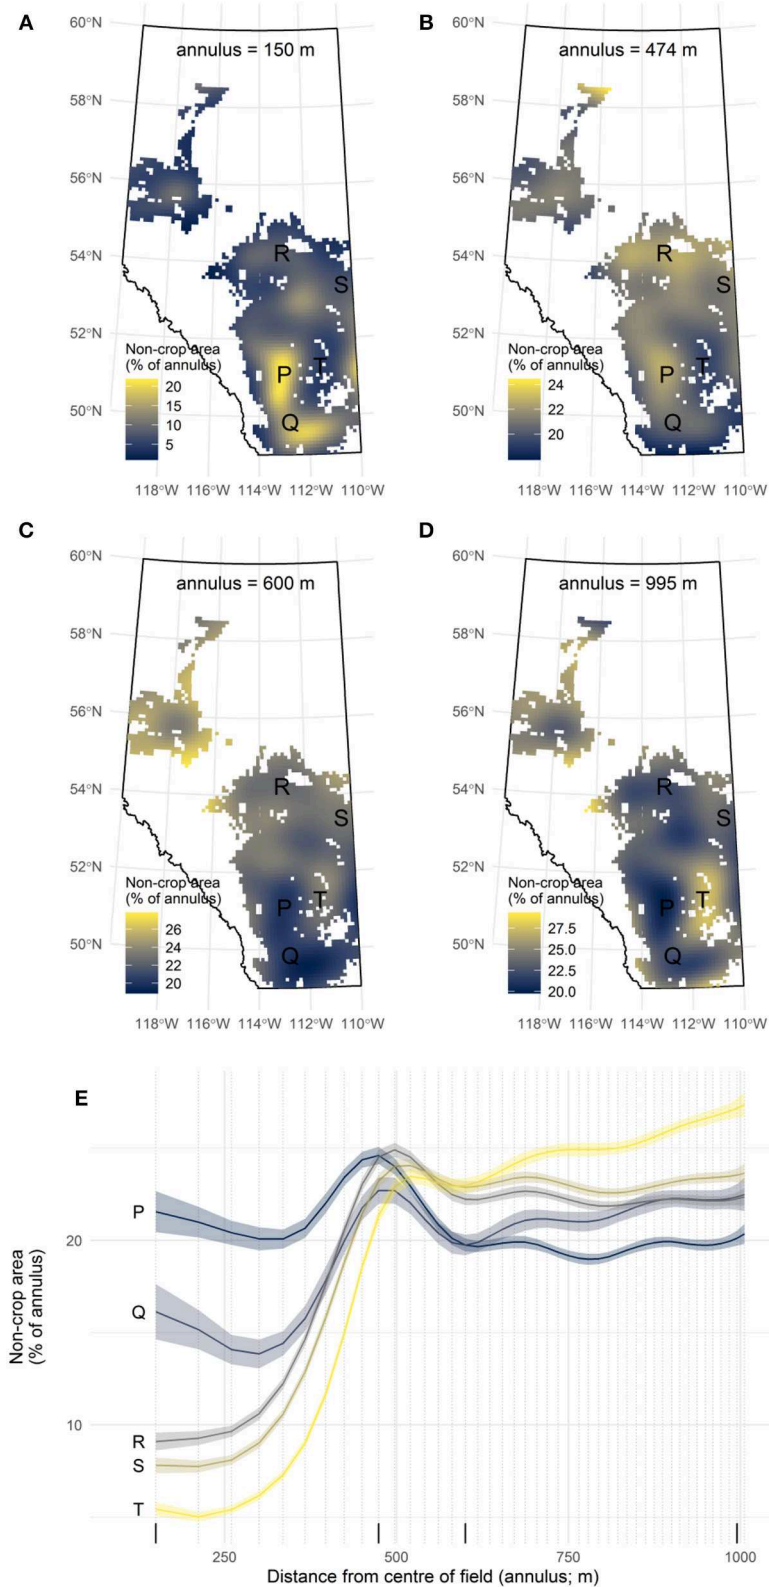 A
60°N
annulus = 150 m
58°N
56°N
54°N
R
S
52°N
Non-crop area
(% of annulus)
T
P
20
15
10
5
50°N
Q
118°W 116°W 114°W 112°W 110°W
B
60°N
annulus = 474 m
58°N
56°N
54°N
R
S
52°N
Non-crop area
(% of annulus)
T
P
24
22
20
50°N
Q
118°W 116°W 114°W 112°W 110°W
C
60°N
annulus = 600 m
58°N
56°N
54°N
R
S
52°N
Non-crop area
(% of annulus)
T
P
26
24
22
20
50°N
Q
118°W 116°W 114°W 112°W 110°W
D
60°N
annulus = 995 m
58°N
56°N
54°N
R
S
52°N
Non-crop area
(% of annulus)
T
P
27.5
25.0
22.5
20.0
50°N
Q
118°W 116°W 114°W 112°W 110°W
E
P
20
Q
Non-crop area
(% of annulus)
10
R
S
T
250 500 750 1000
Distance from centre of field (annulus; m)